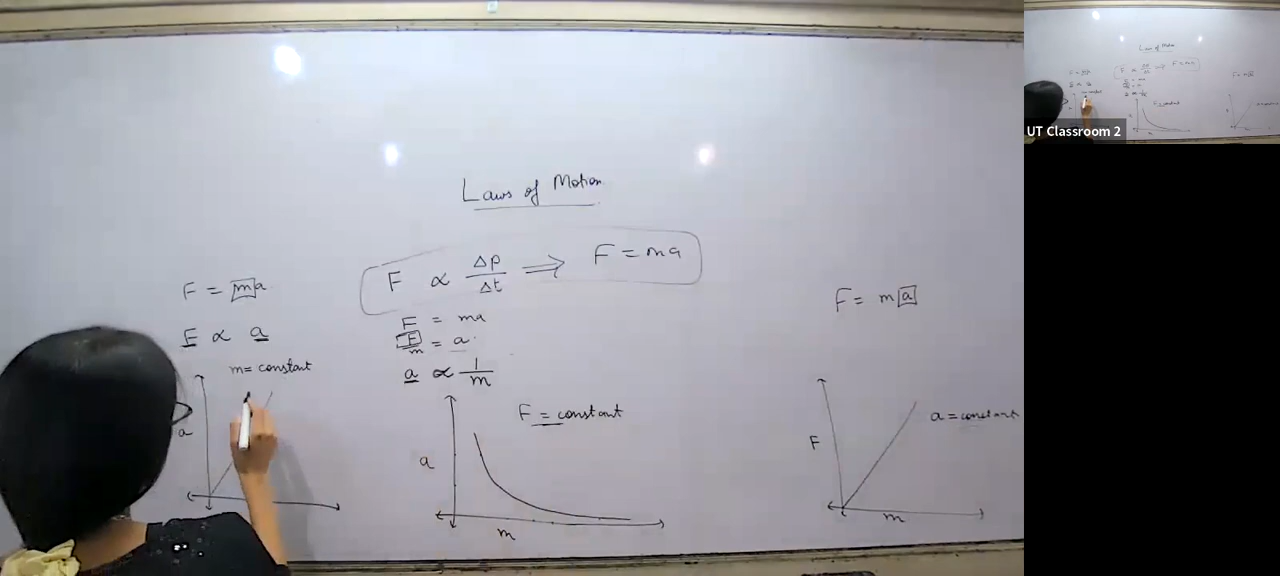 Laws of Motion
F ∝ Δp/Δt ⟹ F = ma
F = ma
F ∝ a
m = constant
a
F = ma
F/m = a
a ∝ 1/m
F = constant
a
m
F = ma
a = constant
F
m
UT Classroom 2